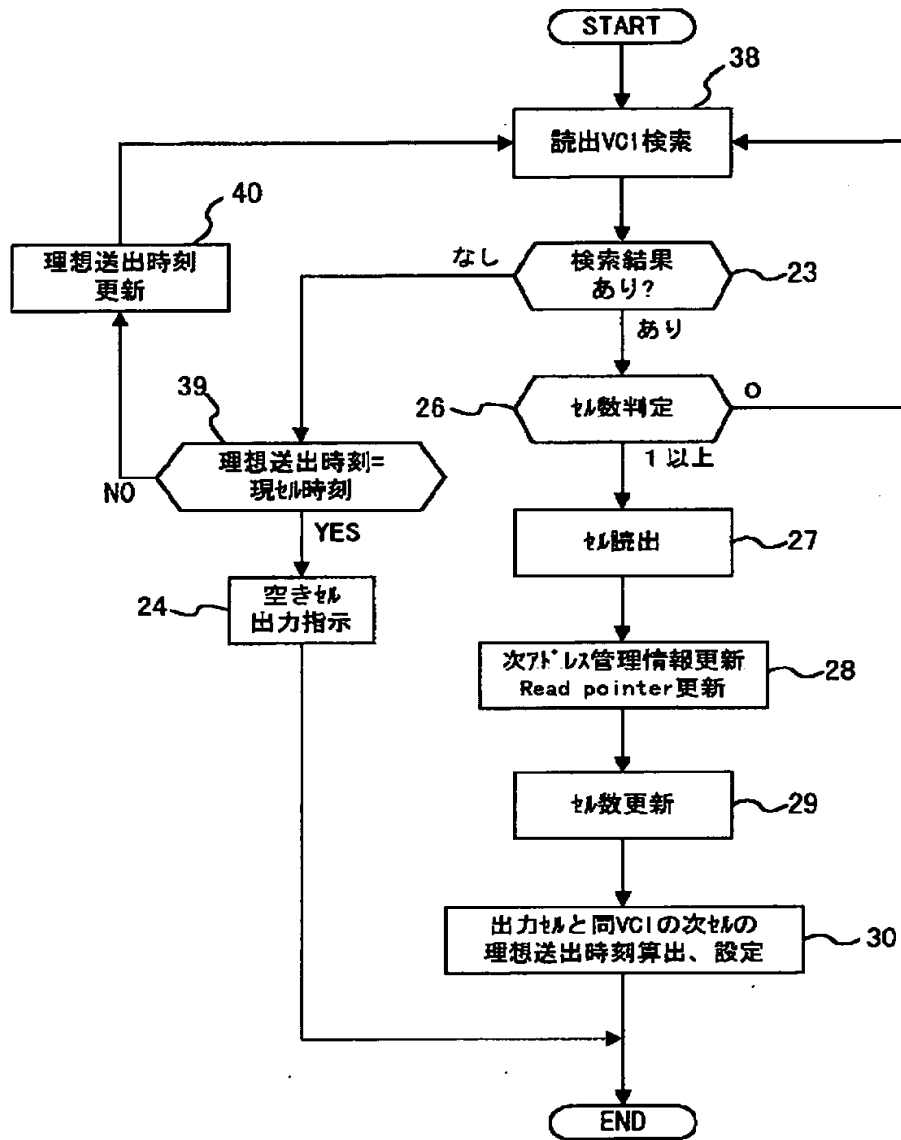 START
38
読出VCI検索
40
理想送出時刻
更新
なし
検索結果
あり?
23
あり
39
26
セル数判定
0
理想送出時刻=
現セル時刻
NO
1以上
YES
セル読出
27
24
空きセル
出力指示
次アドレス管理情報更新
Read pointer更新
28
セル数更新
29
出力セルと同VCIの次セルの
理想送出時刻算出、設定
30
END